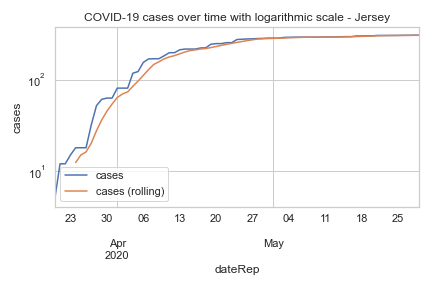 COVID-19 cases over time with logarithmic scale - Jersey
cases
10²
10¹
cases
cases (rolling)
23 30 06 13 20 27 04 11 18 25
Apr May
2020
dateRep